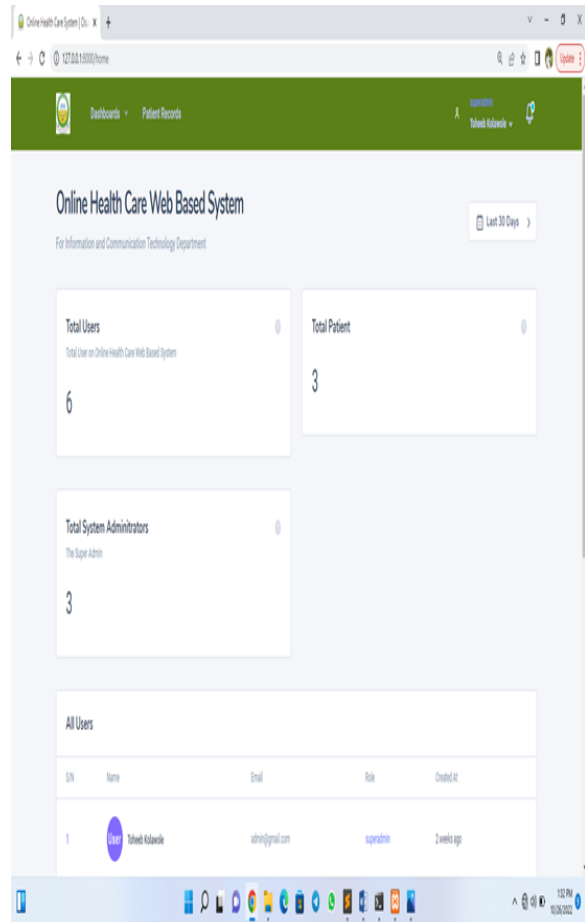 Online Health Care System | Os
127.0.0.1:8000/home
Update
Dashboards
Patient Records
superadmin
Toheeb Kolawole
Online Health Care Web Based System
Last 30 Days
For Information and Communication Technology Department
Total Users
Total User on Online Health Care Web Based System
6
Total Patient
3
Total System Adminitrators
The Super Admin
3
All Users
S/N Name Email Role Created At
1 User Toheeb Kolawole admin@gmail.com superadmin 2 weeks ago
1:32 PM
10/26/2022